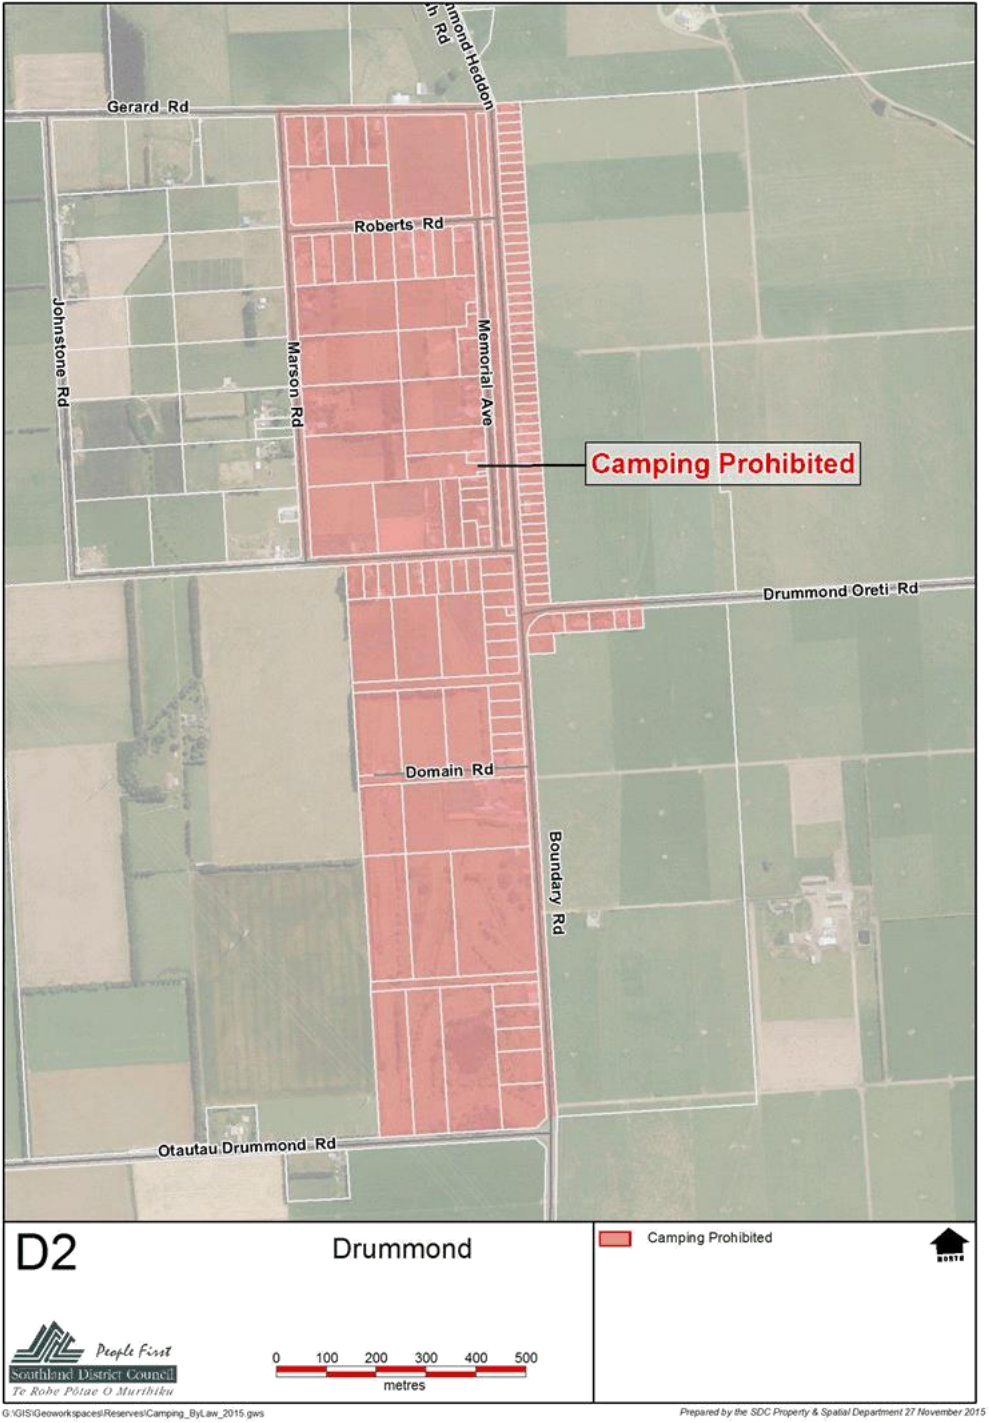 mmond Heddon
h Rd
Gerard Rd
Roberts Rd
Johnstone Rd
Marson Rd
Memorial Ave
Camping Prohibited
Drummond Oreti Rd
Domain Rd
Boundary Rd
Otautau Drummond Rd
D2
Drummond
Camping Prohibited
NORTH
People First
Southland District Council
Te Rohe Pôtae O Murihiku
0 100 200 300 400 500
metres
G:\GIS\Geoworkspaces\Reserves\Camping_ByLaw_2015.gws
Prepared by the SDC Property & Spatial Department 27 November 2015